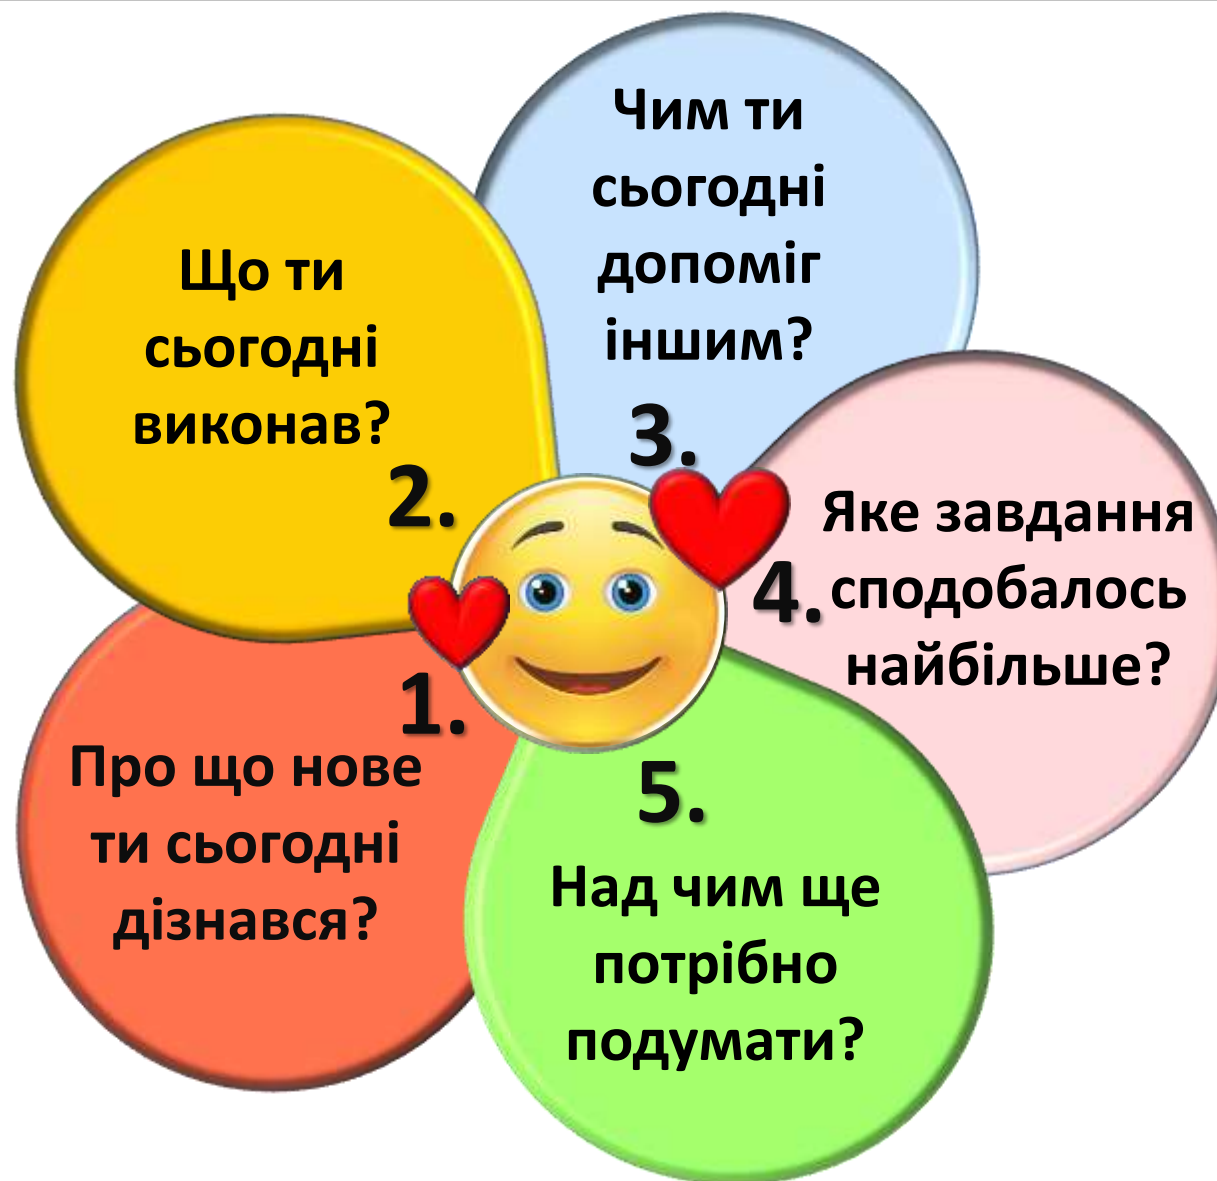 1.
Про що нове
ти сьогодні
дізнався?
2.
Що ти
сьогодні
виконав?
3.
Чим ти
сьогодні
допоміг
іншим?
4.
Яке завдання
сподобалось
найбільше?
5.
Над чим ще
потрібно
подумати?